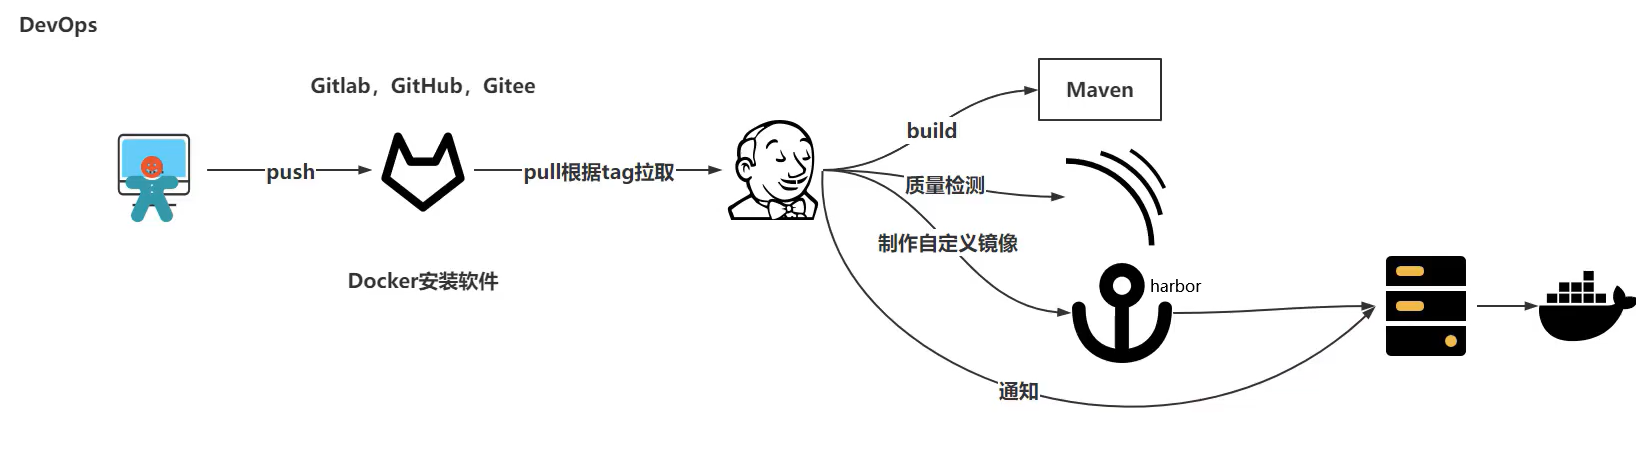 DevOps
Gitlab，GitHub，Gitee
Maven
build
push
pull根据tag拉取
质量检测
制作自定义镜像
Docker安装软件
harbor
通知